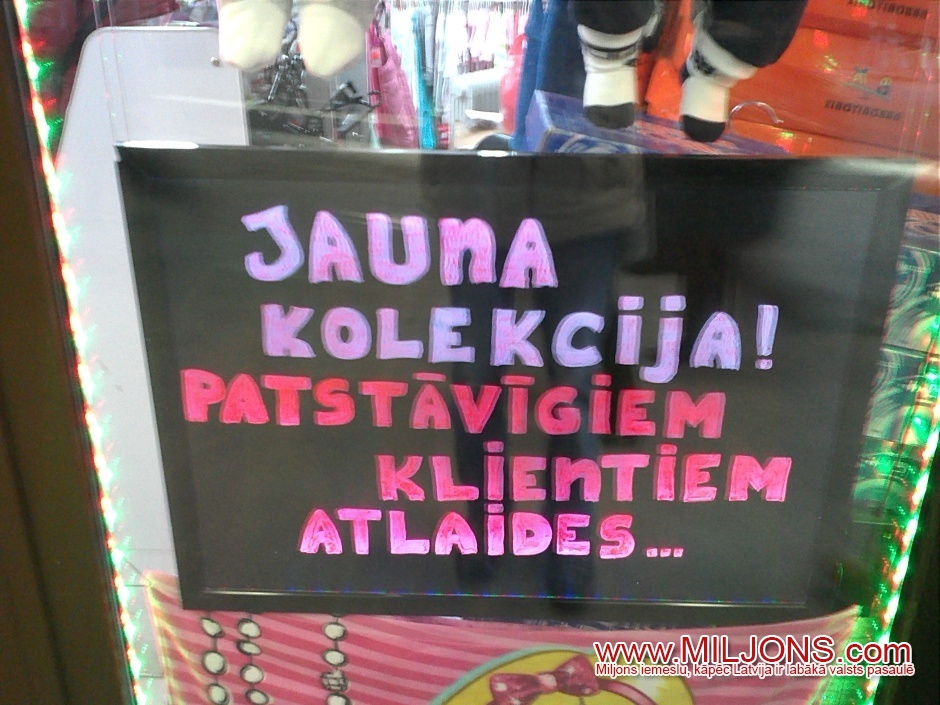 JAUNA
KOLEKCIJA!
PATSTĀVĪGIEM
KLIENTIEM
ATLAIDES...
www.MILJONS.com
Miljons iemeslu, kāpēc Latvija ir labākā valsts pasaulē